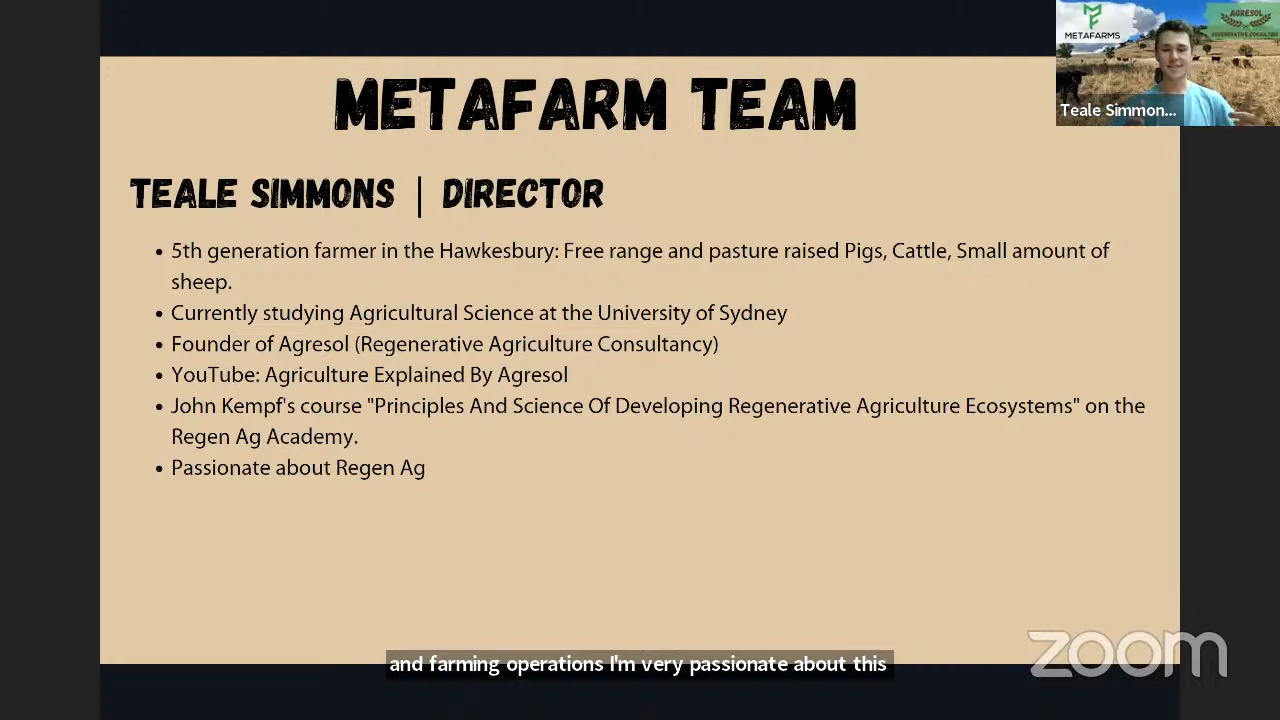 METAFARM TEAM
METAFARMS
AGRESOL
REGENERATIVE CONSULTING
Teale Simmon...
TEALE SIMMONS | DIRECTOR
• 5th generation farmer in the Hawkesbury: Free range and pasture raised Pigs, Cattle, Small amount of
sheep.
• Currently studying Agricultural Science at the University of Sydney
• Founder of Agresol (Regenerative Agriculture Consultancy)
• YouTube: Agriculture Explained By Agresol
• John Kempf's course "Principles And Science Of Developing Regenerative Agriculture Ecosystems" on the
Regen Ag Academy.
• Passionate about Regen Ag
zoom
and farming operations I'm very passionate about this